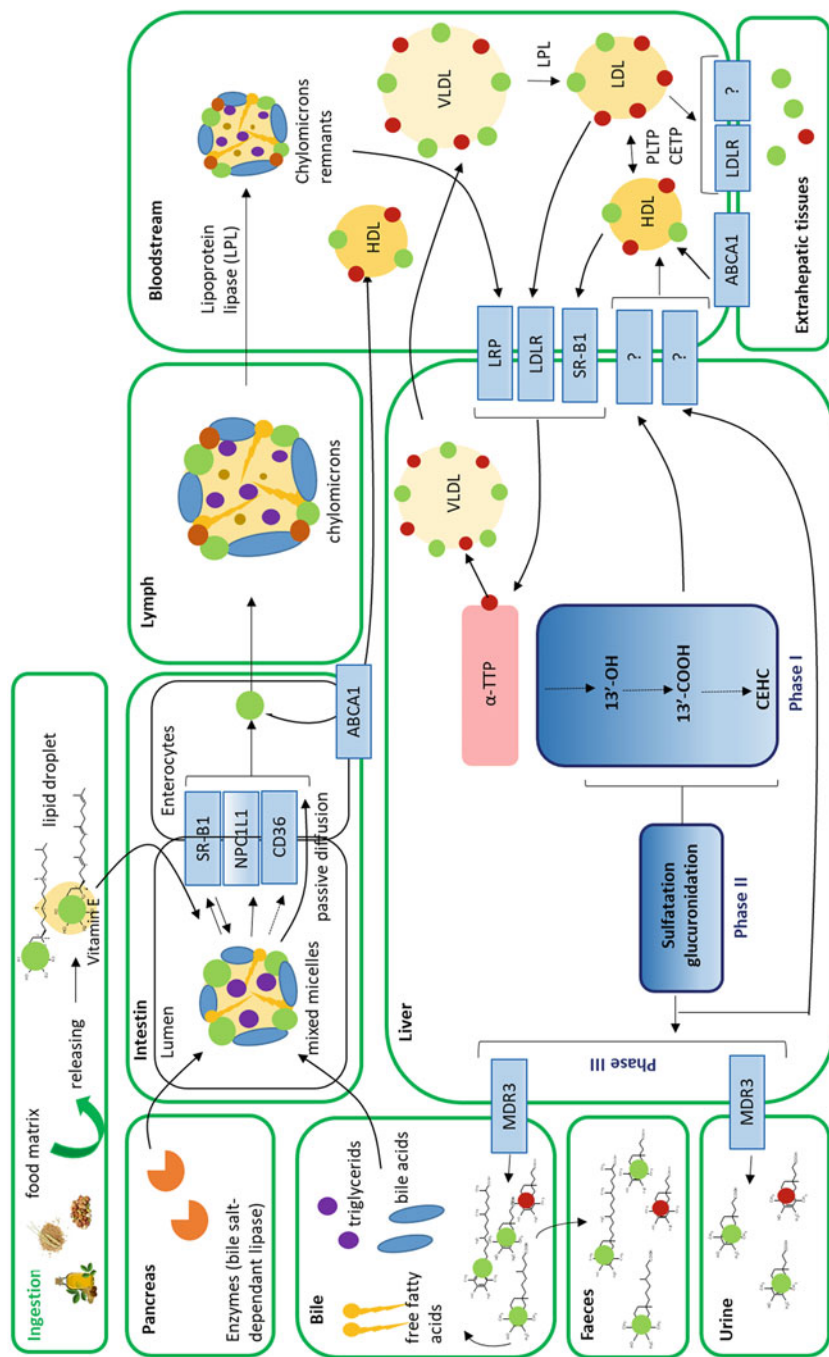 Ingestion
food matrix
releasing
lipid droplet
Vitamin E
Pancreas
Enzymes (bile salt-
dependant lipase)
Intestin
Lumen
mixed micelles
SR-B1
NPC1L1
CD36
passive diffusion
Enterocytes
ABCA1
Lymph
chylomicrons
Bloodstream
Lipoprotein
lipase (LPL)
Chylomicrons
remnants
HDL
VLDL
LPL
LDL
PLTP
CETP
HDL
LRP
LDLR
SR-B1
?
?
LDLR
?
ABCA1
Extrahepatic tissues
Bile
triglycerids
bile acids
free fatty
acids
MDR3
Faeces
Urine
MDR3
Liver
VLDL
α-TTP
13'-OH
13'-COOH
CEHC
Phase I
Sulfatation
glucuronidation
Phase II
Phase III